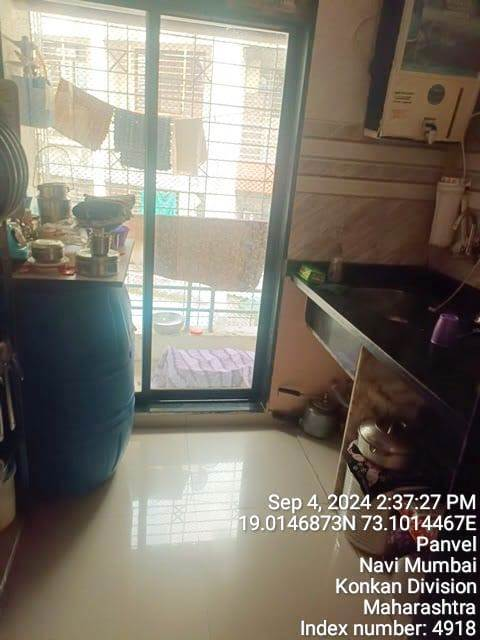 Sep 4, 2024 2:37:27 PM
19.0146873N 73.1014467E
Panvel
Navi Mumbai
Konkan Division
Maharashtra
Index number: 4918